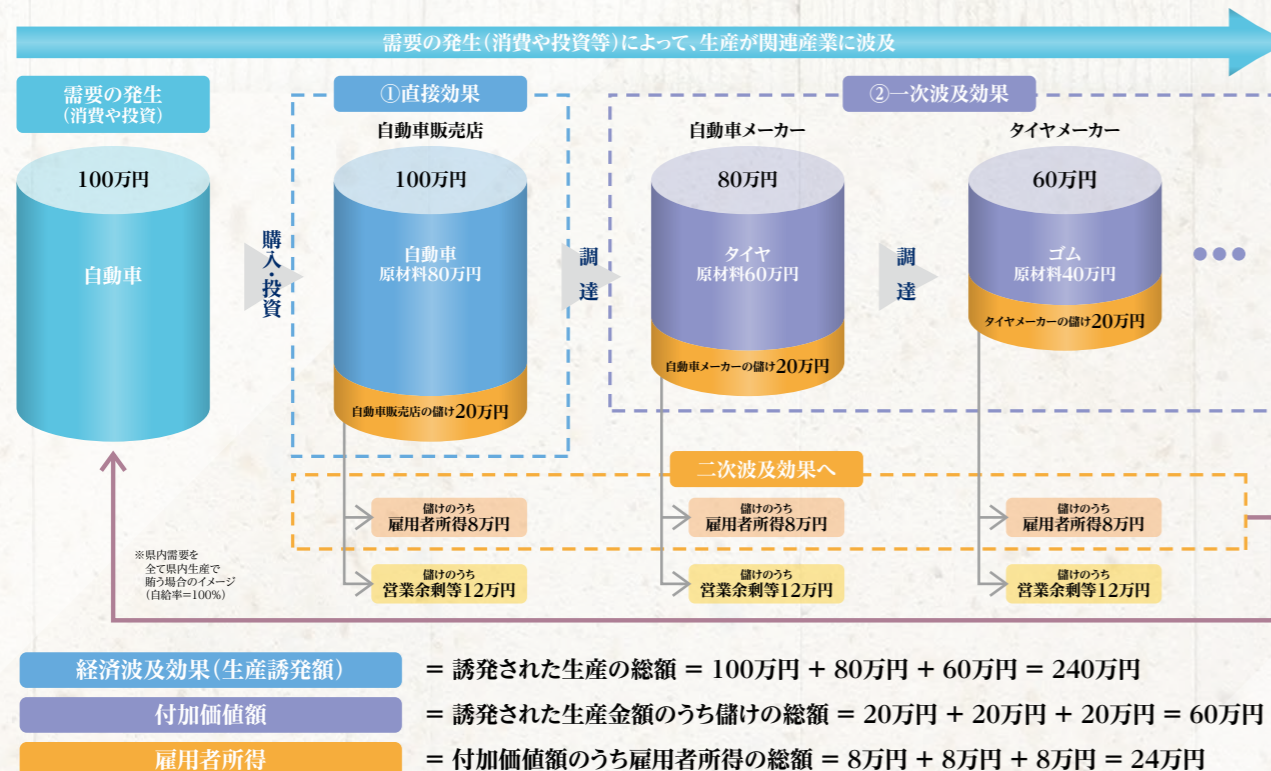 需要の発生（消費や投資等）によって、生産が関連産業に波及
需要の発生
（消費や投資）
①直接効果
②一次波及効果
自動車販売店
自動車メーカー
タイヤメーカー
100万円
100万円
80万円
60万円
自動車
購入・投資
自動車
原材料80万円
調達
タイヤ
原材料60万円
調達
ゴム
原材料40万円
●●●
自動車販売店の儲け20万円
自動車メーカーの儲け20万円
タイヤメーカーの儲け20万円
二次波及効果へ
儲けのうち
雇用者所得8万円
儲けのうち
雇用者所得8万円
儲けのうち
雇用者所得8万円
儲けのうち
営業余剰等12万円
儲けのうち
営業余剰等12万円
儲けのうち
営業余剰等12万円
※県内需要を
全て県内生産で
賄う場合のイメージ
（自給率=100%）
経済波及効果（生産誘発額） = 誘発された生産の総額 = 100万円 + 80万円 + 60万円 = 240万円
付加価値額 = 誘発された生産金額のうち儲けの総額 = 20万円 + 20万円 + 20万円 = 60万円
雇用者所得 = 付加価値額のうち雇用者所得の総額 = 8万円 + 8万円 + 8万円 = 24万円